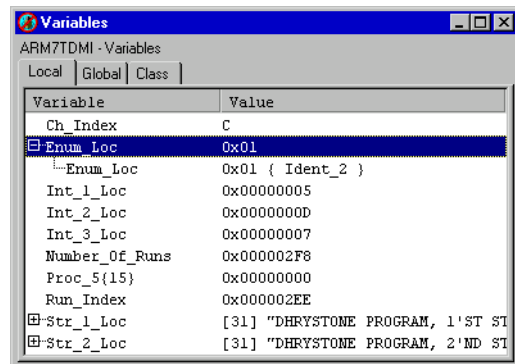 Variables
ARM7TDMI - Variables
Local Global Class
Variable Value
Ch_Index C
Enum_Loc 0x01
Enum_Loc 0x01 { Ident_2 }
Int_1_Loc 0x00000005
Int_2_Loc 0x0000000D
Int_3_Loc 0x00000007
Number_Of_Runs 0x000002F8
Proc_5{15} 0x00000000
Run_Index 0x000002EE
Str_1_Loc [31] "DHRYSTONE PROGRAM, 1'ST ST
Str_2_Loc [31] "DHRYSTONE PROGRAM, 2'ND ST